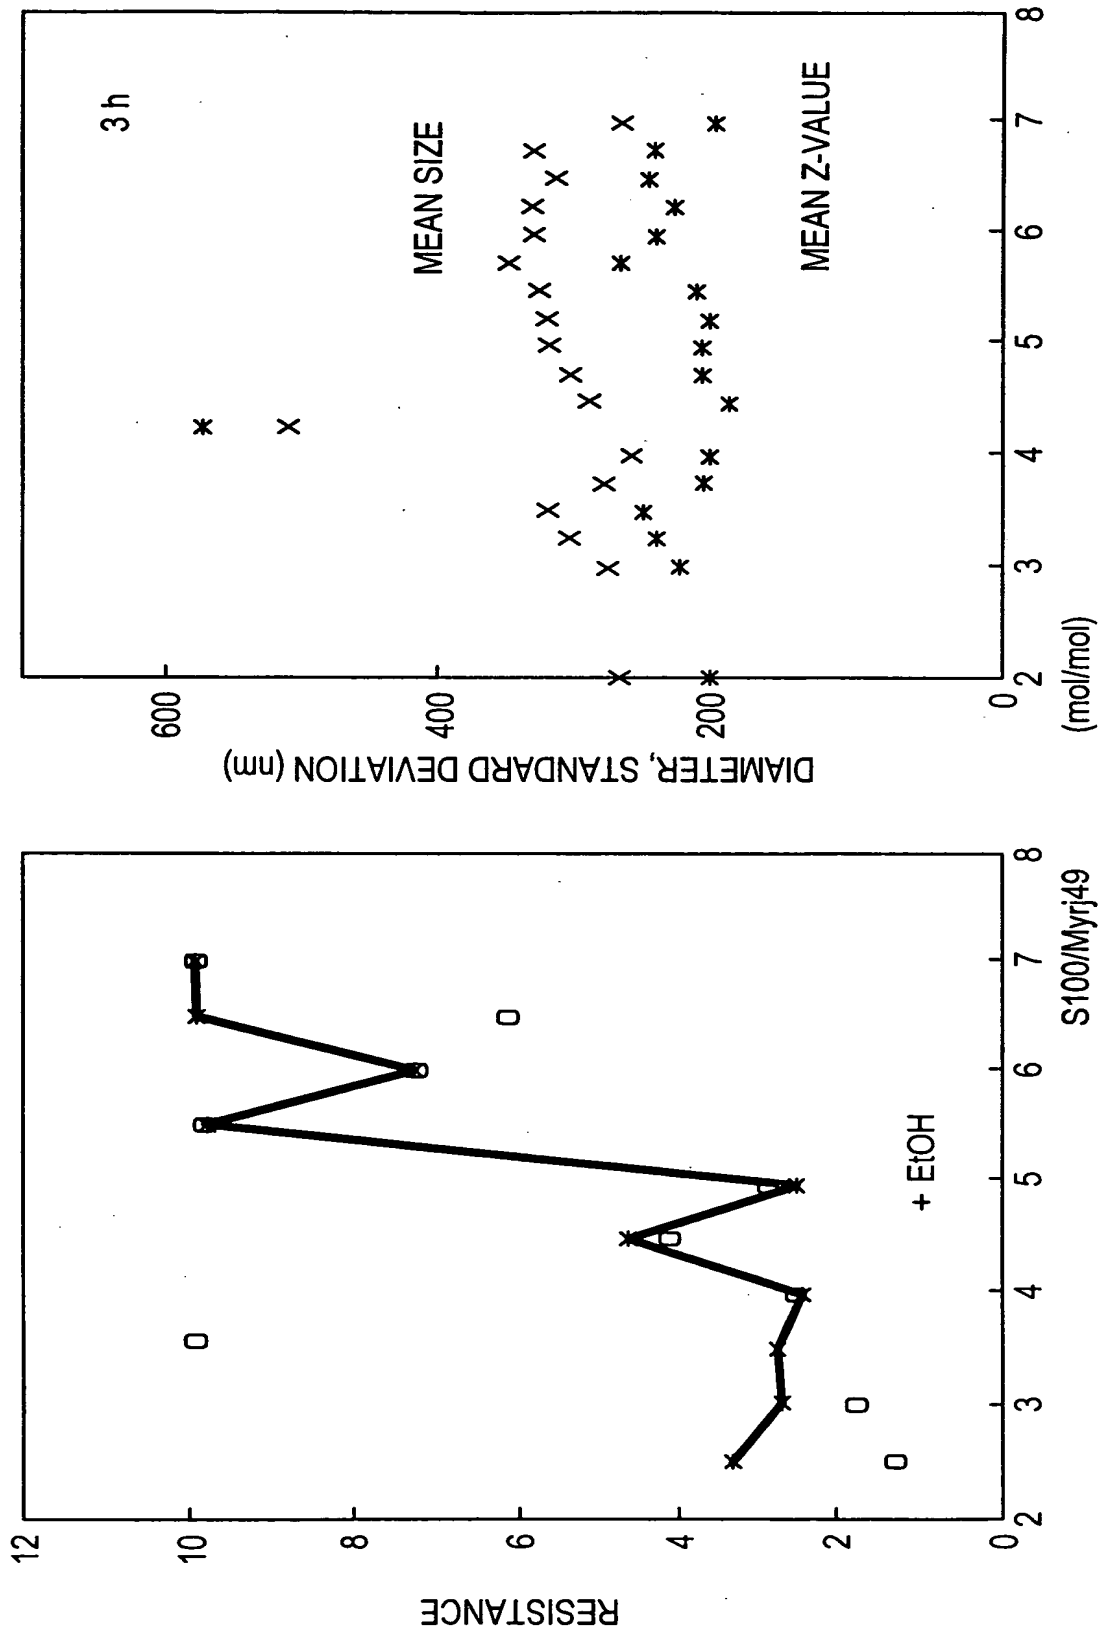 RESISTANCE
12
10
8
6
4
2
0
+ EtOH
2 3 4 5 6 7 8
S100/Myrj49
DIAMETER, STANDARD DEVIATION (nm)
600
400
200
0
3 h
MEAN SIZE
MEAN Z-VALUE
2 3 4 5 6 7 8
(mol/mol)